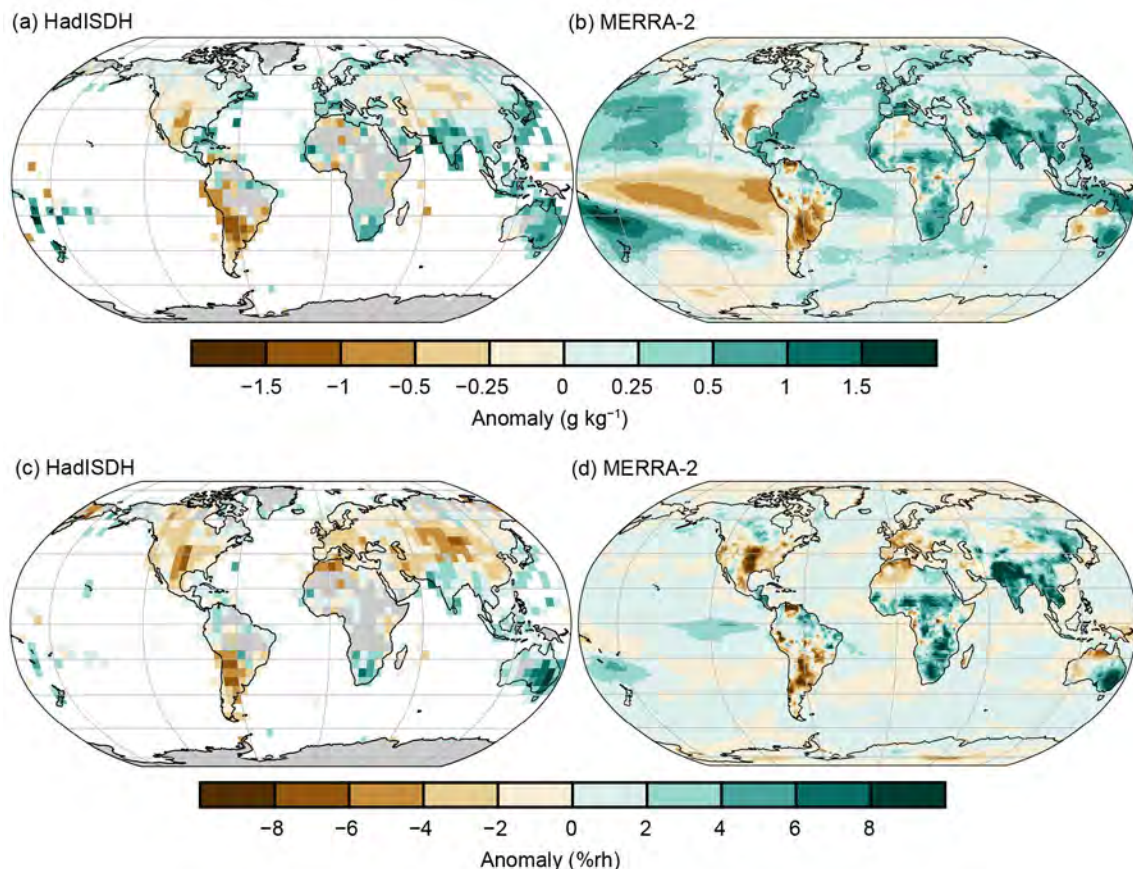 (a) HadISDH
(b) MERRA-2
−1.5 −1 −0.5 −0.25 0 0.25 0.5 1 1.5
Anomaly (g kg⁻¹)
(c) HadISDH
(d) MERRA-2
−8 −6 −4 −2 0 2 4 6 8
Anomaly (%rh)